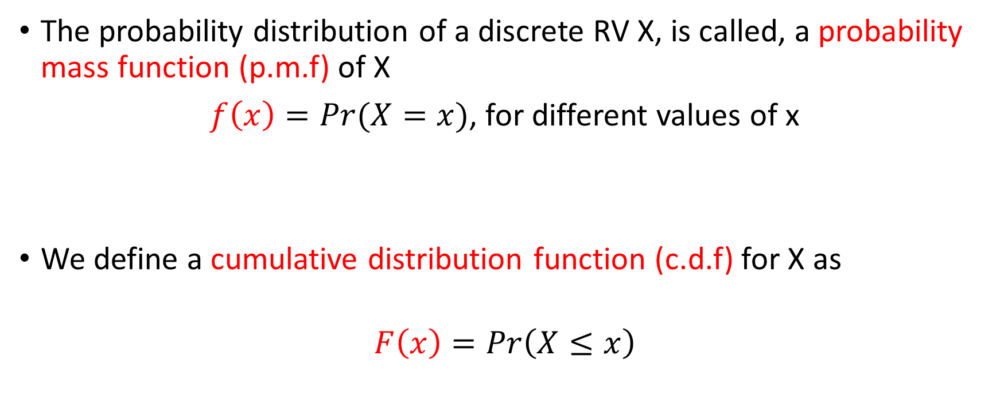 • The probability distribution of a discrete RV X, is called, a probability
mass function (p.m.f) of X
f(x) = Pr(X = x), for different values of x
• We define a cumulative distribution function (c.d.f) for X as
F(x) = Pr(X ≤ x)